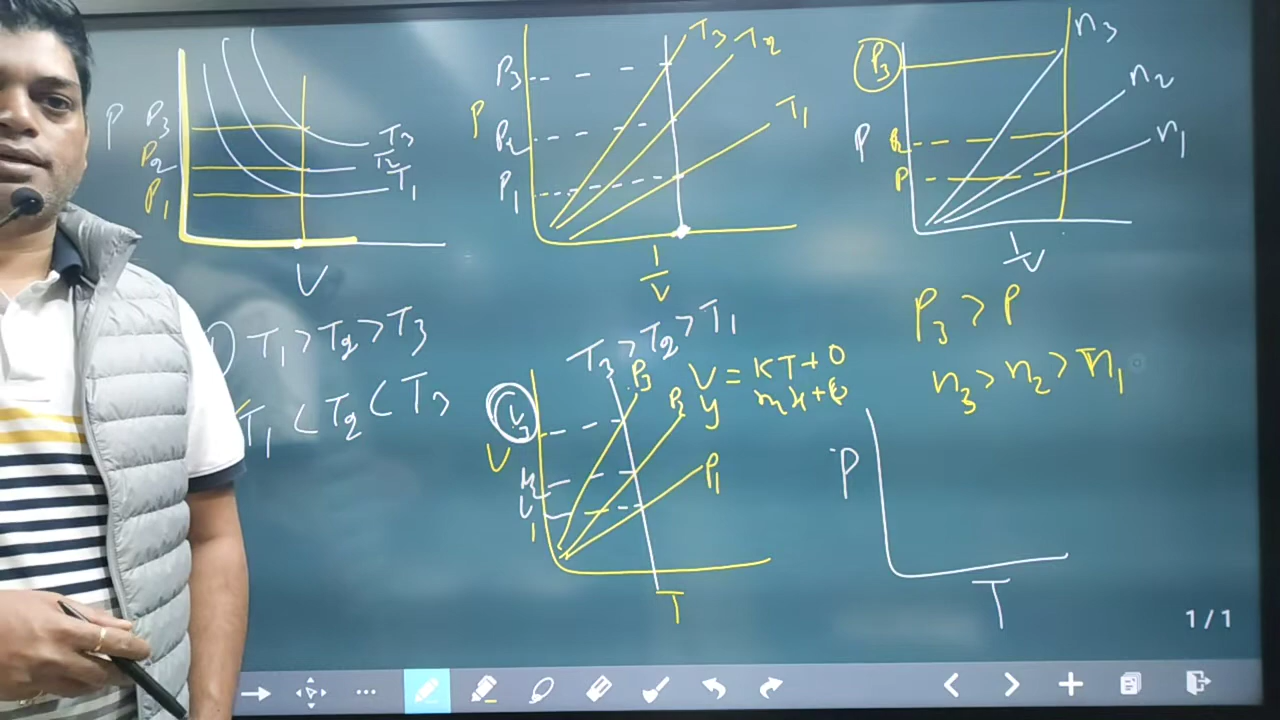 P
P3
P2
P1
T3
T2
T1
V
P3
P
P2
P1
T3 T2
T1
1/V
P3
P P2
P
n3
n2
n1
1/V
1) T1 > T2 > T3
T1 < T2 < T3
T3 > T2 > T1
P3 > P
n3 > n2 > n1
V = KT + 0
y mx +
V
P3
P1
T
P
T
1/1